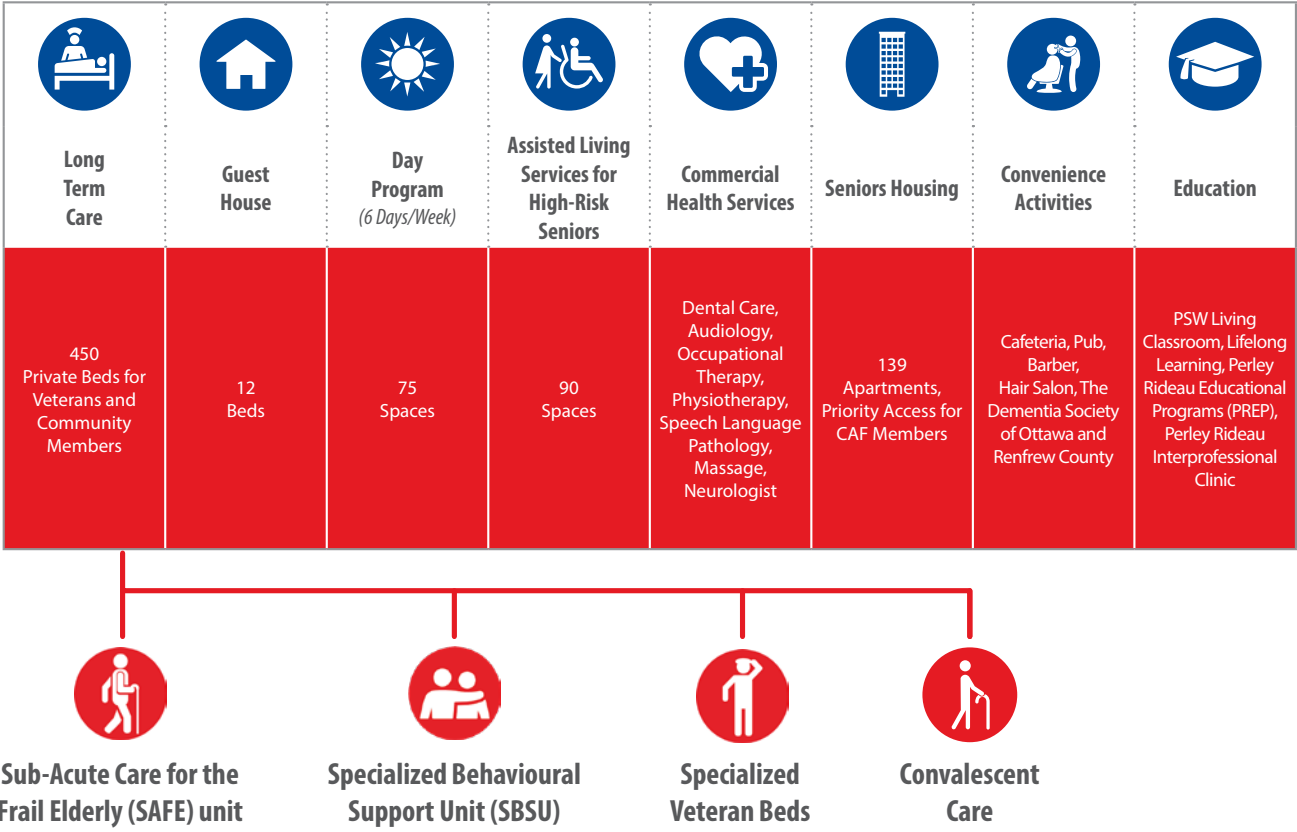 Long
Term
Care
Guest
House
Day
Program
(6 Days/Week)
Assisted Living
Services for
High-Risk
Seniors
Commercial
Health Services
Seniors Housing
Convenience
Activities
Education
450
Private Beds for
Veterans and
Community
Members
12
Beds
75
Spaces
90
Spaces
Dental Care,
Audiology,
Occupational
Therapy,
Physiotherapy,
Speech Language
Pathology,
Massage,
Neurologist
139
Apartments,
Priority Access for
CAF Members
Cafeteria, Pub,
Barber,
Hair Salon, The
Dementia Society
of Ottawa and
Renfrew County
PSW Living
Classroom, Lifelong
Learning, Perley
Rideau Educational
Programs (PREP),
Perley Rideau
Interprofessional
Clinic
Sub-Acute Care for the
Frail Elderly (SAFE) unit
Specialized Behavioural
Support Unit (SBSU)
Specialized
Veteran Beds
Convalescent
Care